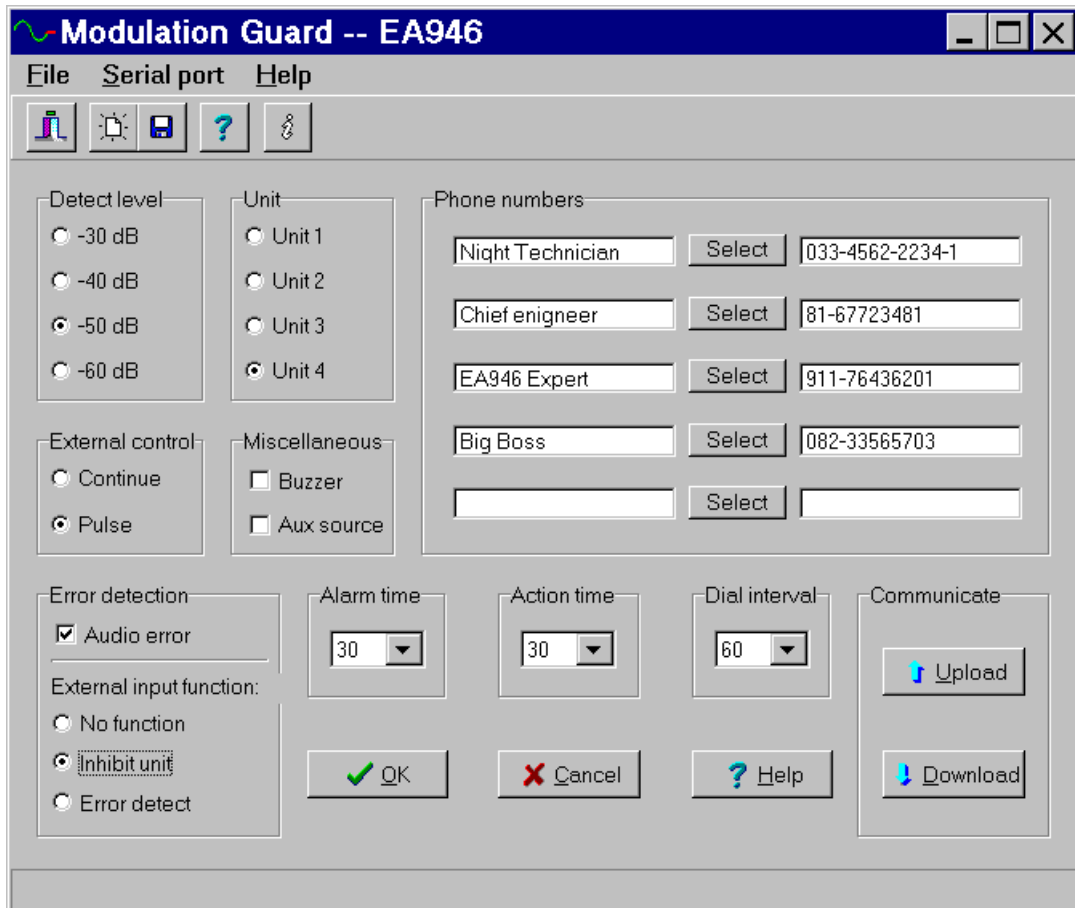 Modulation Guard -- EA946
File Serial port Help
Detect level
-30 dB
-40 dB
-50 dB
-60 dB
Unit
Unit 1
Unit 2
Unit 3
Unit 4
Phone numbers
Night Technician Select 033-4562-2234-1
Chief enigneer Select 81-67723481
EA946 Expert Select 911-76436201
Big Boss Select 082-33565703
Select
External control
Continue
Pulse
Miscellaneous
Buzzer
Aux source
Error detection
Audio error
External input function:
No function
Inhibit unit
Error detect
Alarm time
30
Action time
30
Dial interval
60
Communicate
Upload
Download
OK
Cancel
Help